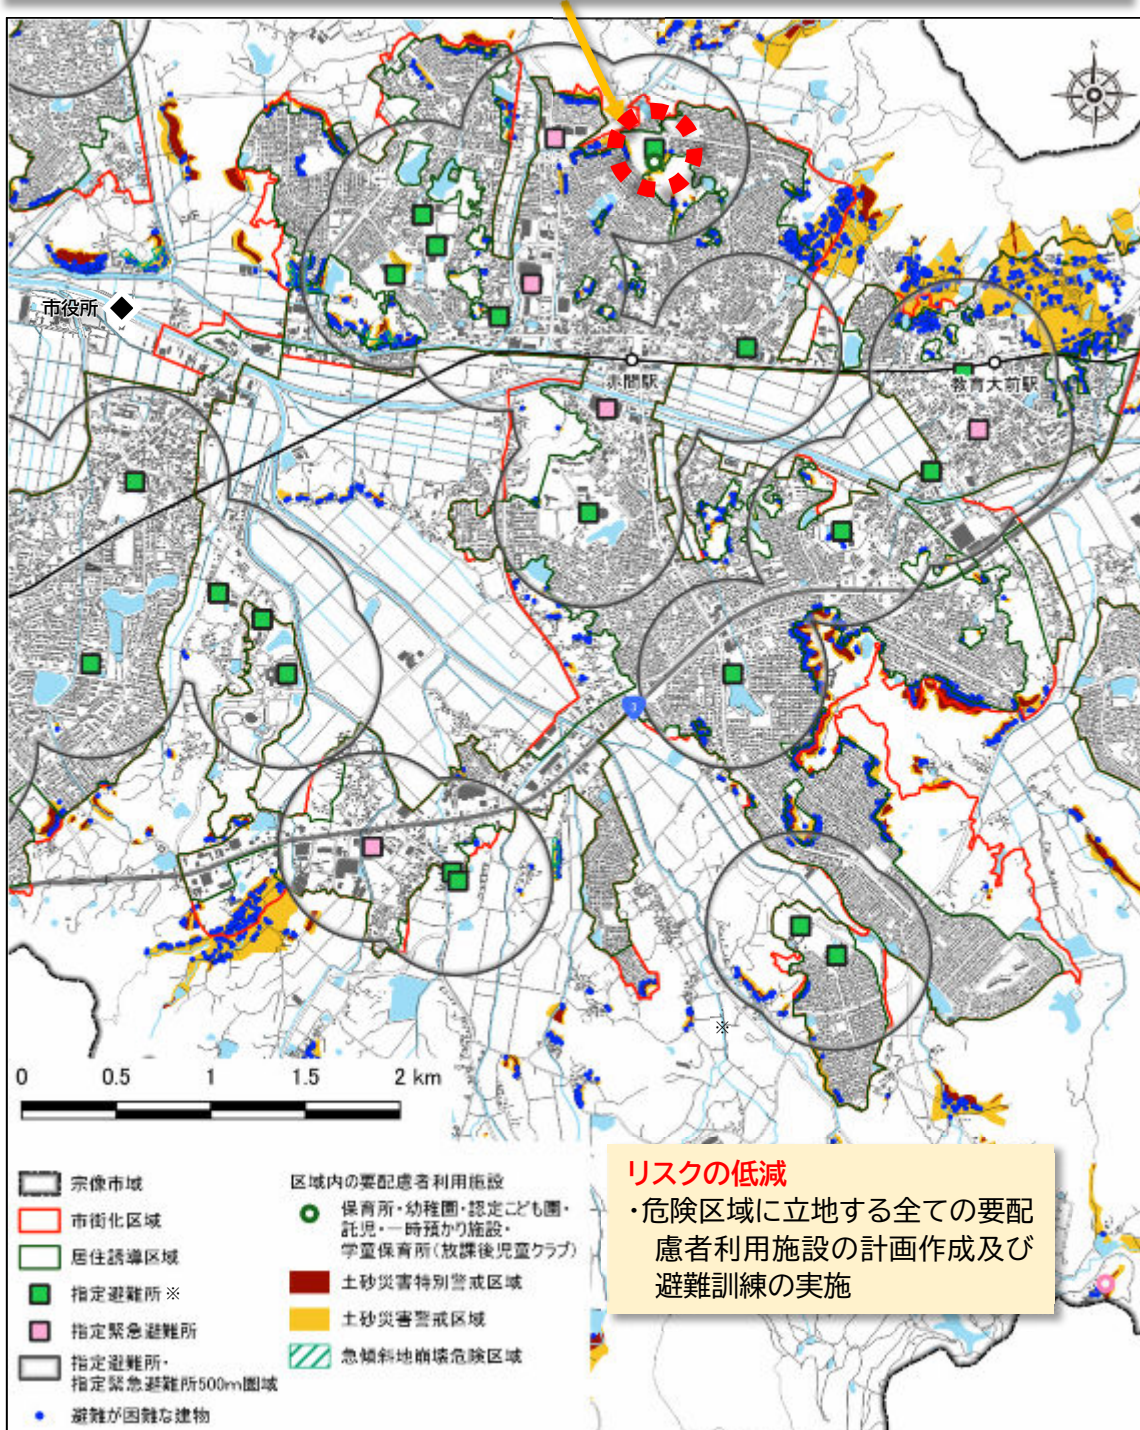 N
市役所
赤間駅
教育大前駅
3
※
0 0.5 1 1.5 2 km
宗像市域
市街化区域
居住誘導区域
指定避難所※
指定緊急避難所
指定避難所・
指定緊急避難所500m圏域
避難が困難な建物
区域内の要配慮者利用施設
保育所・幼稚園・認定こども園・
託児・一時預かり施設・
学童保育所(放課後児童クラブ)
土砂災害特別警戒区域
土砂災害警戒区域
急傾斜地崩壊危険区域
リスクの低減
・危険区域に立地する全ての要配
慮者利用施設の計画作成及び
避難訓練の実施